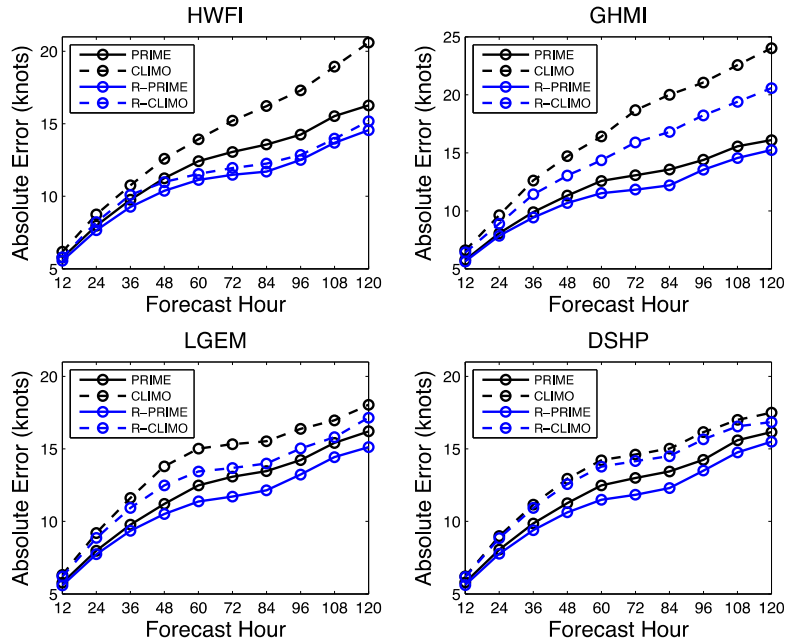 HWFI
Absolute Error (knots)
20
15
10
5
PRIME
CLIMO
R-PRIME
R-CLIMO
12 24 36 48 60 72 84 96 108 120
Forecast Hour
GHMI
Absolute Error (knots)
25
20
15
10
5
PRIME
CLIMO
R-PRIME
R-CLIMO
12 24 36 48 60 72 84 96 108 120
Forecast Hour
LGEM
Absolute Error (knots)
20
15
10
5
PRIME
CLIMO
R-PRIME
R-CLIMO
12 24 36 48 60 72 84 96 108 120
Forecast Hour
DSHP
Absolute Error (knots)
20
15
10
5
PRIME
CLIMO
R-PRIME
R-CLIMO
12 24 36 48 60 72 84 96 108 120
Forecast Hour